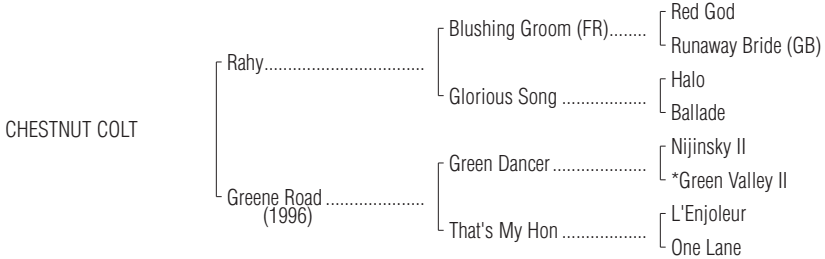 Red God
Blushing Groom (FR)........
Runaway Bride (GB)
Rahy................................
Halo
Glorious Song ..................
Ballade
CHESTNUT COLT
Nijinsky II
Green Dancer ....................
*Green Valley II
Greene Road .....................
(1996)
L'Enjoleur
That's My Hon ..................
One Lane